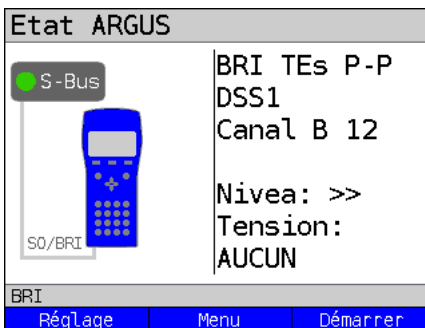 Etat ARGUS
S-Bus
S0/BRI
BRI TEs P-P
DSS1
Canal B 12
Nivea: >>
Tension:
AUCUN
BRI
Réglage Menu Démarrer